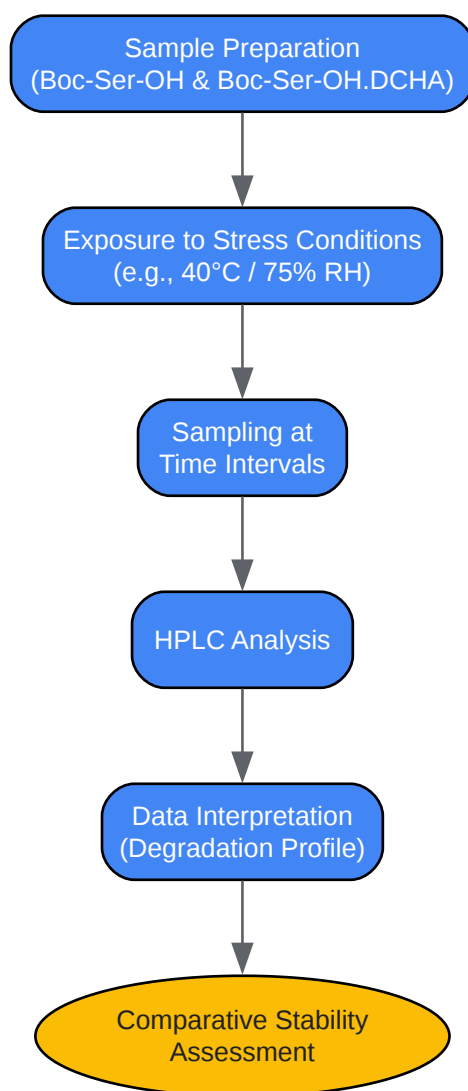 Sample Preparation
(Boc-Ser-OH & Boc-Ser-OH.DCHA)
Exposure to Stress Conditions
(e.g., 40°C / 75% RH)
Sampling at
Time Intervals
HPLC Analysis
Data Interpretation
(Degradation Profile)
Comparative Stability
Assessment